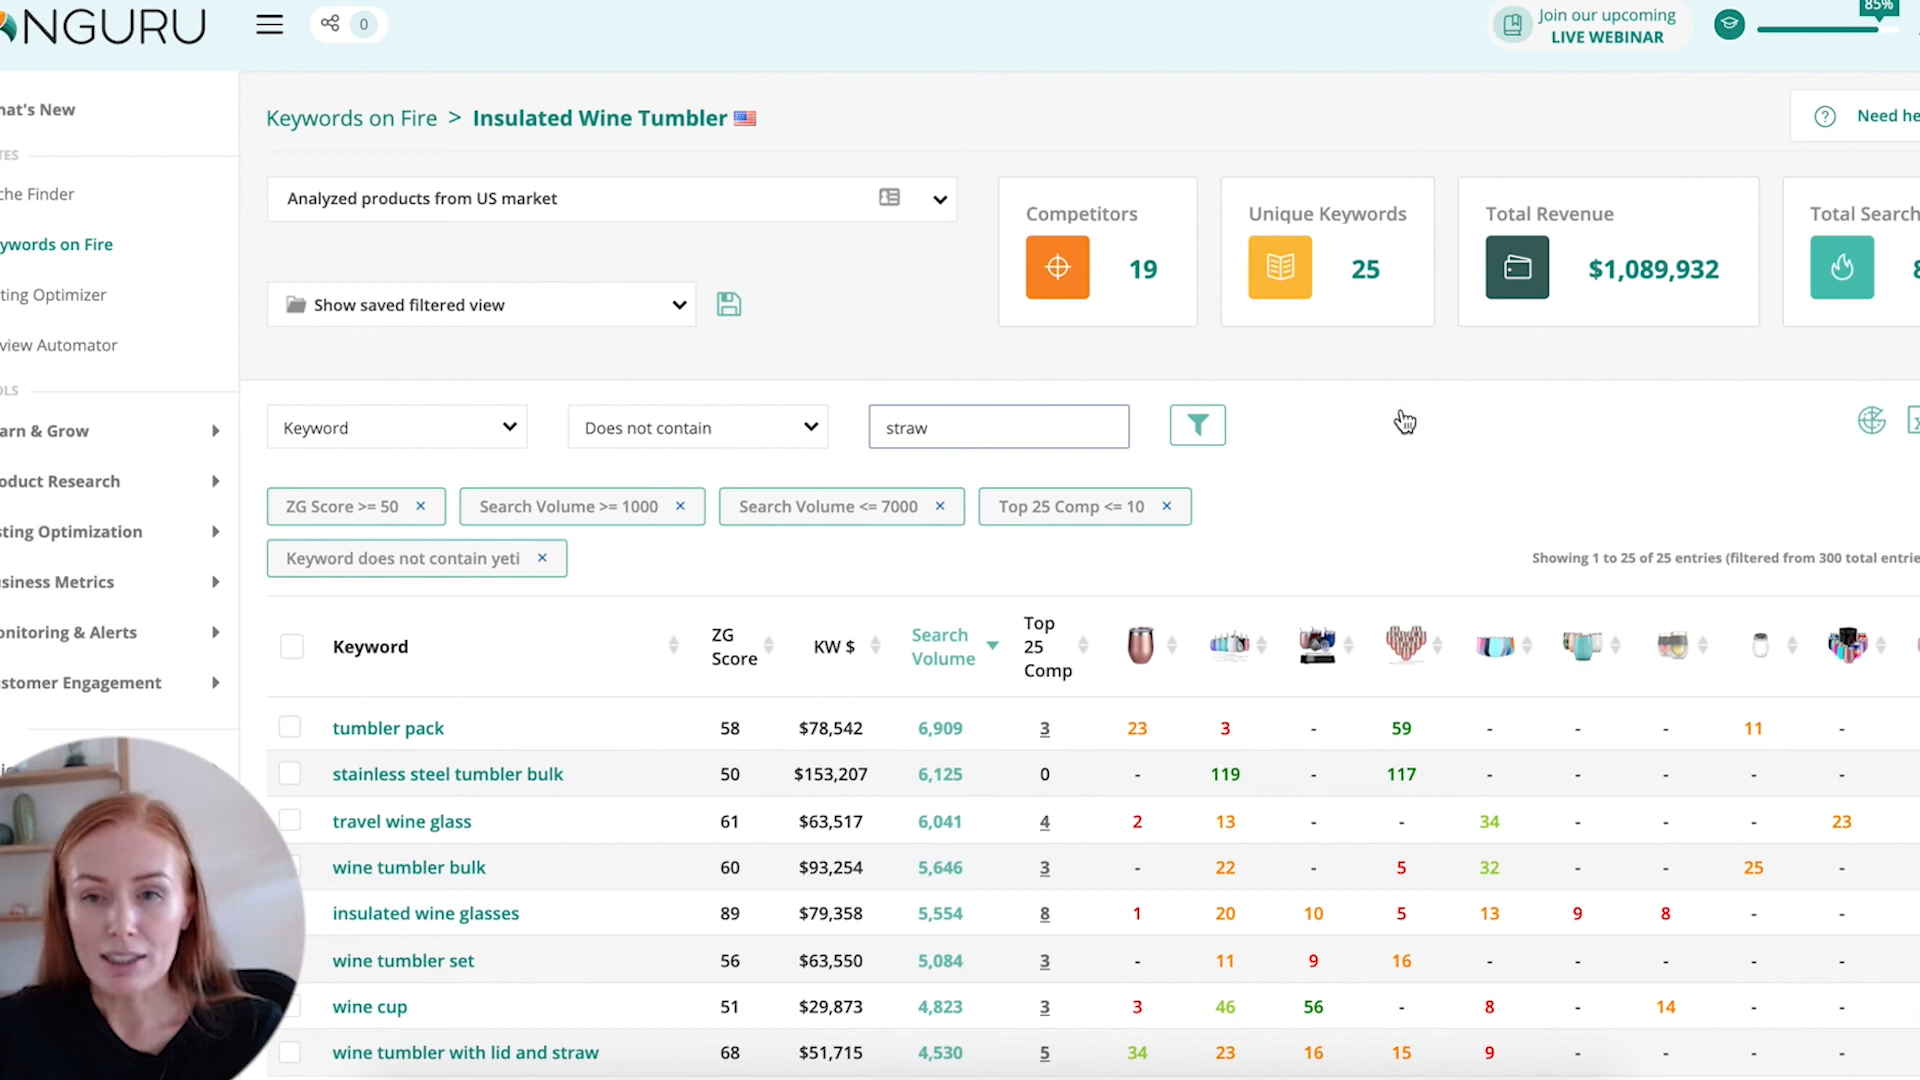 NGURU
0
Join our upcoming
LIVE WEBINAR
85%
hat's New
Keywords on Fire > Insulated Wine Tumbler
Need he
TES
che Finder
ywords on Fire
ting Optimizer
view Automator
OLS
arn & Grow
oduct Research
sting Optimization
siness Metrics
onitoring & Alerts
stomer Engagement
Analyzed products from US market
Show saved filtered view
Competitors
19
Unique Keywords
25
Total Revenue
$1,089,932
Total Search
8
Keyword
Does not contain
straw
ZG Score >= 50 ×
Search Volume >= 1000 ×
Search Volume <= 7000 ×
Top 25 Comp <= 10 ×
Keyword does not contain yeti ×
Showing 1 to 25 of 25 entries (filtered from 300 total entrie
Keyword ZG Score KW $ Search Volume Top 25 Comp
tumbler pack 58 $78,542 6,909 3 23 3 - 59 - - - 11 -
stainless steel tumbler bulk 50 $153,207 6,125 0 - 119 - 117 - - - - -
travel wine glass 61 $63,517 6,041 4 2 13 - - 34 - - - 23
wine tumbler bulk 60 $93,254 5,646 3 - 22 - 5 32 - - 25 -
insulated wine glasses 89 $79,358 5,554 8 1 20 10 5 13 9 8 - -
wine tumbler set 56 $63,550 5,084 3 - 11 9 16 - - - - -
wine cup 51 $29,873 4,823 3 3 46 56 - 8 - 14 - -
wine tumbler with lid and straw 68 $51,715 4,530 5 34 23 16 15 9 - - - -